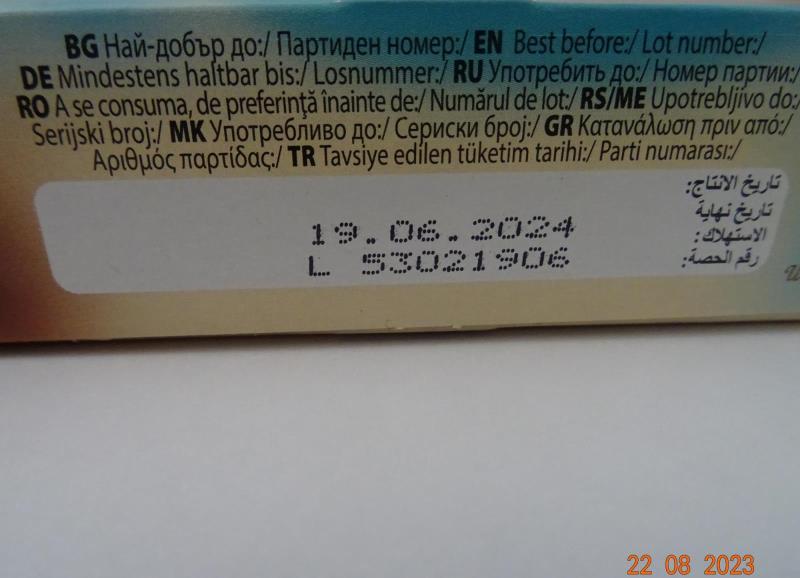 BG Най-добър до:/ Партиден номер:/ EN Best before:/ Lot number:/
DE Mindestens haltbar bis:/ Losnummer:/ RU Употребить до:/ Номер партии:/
RO A se consuma, de preferinţă înainte de:/ Numărul de lot:/ RS/ME Upotrebljivo do:/
Serijski broj:/ MK Употребливо до:/ Сериски број:/ GR Κατανάλωση πριν από:/
Αριθμός παρτίδας:/ TR Tavsiye edilen tüketim tarihi:/ Parti numarası:/
تاريخ الانتاج:
تاريخ نهاية
الاستهلاك:
رقم الحصة:
19.06.2024
L 53021906
22 08 2023